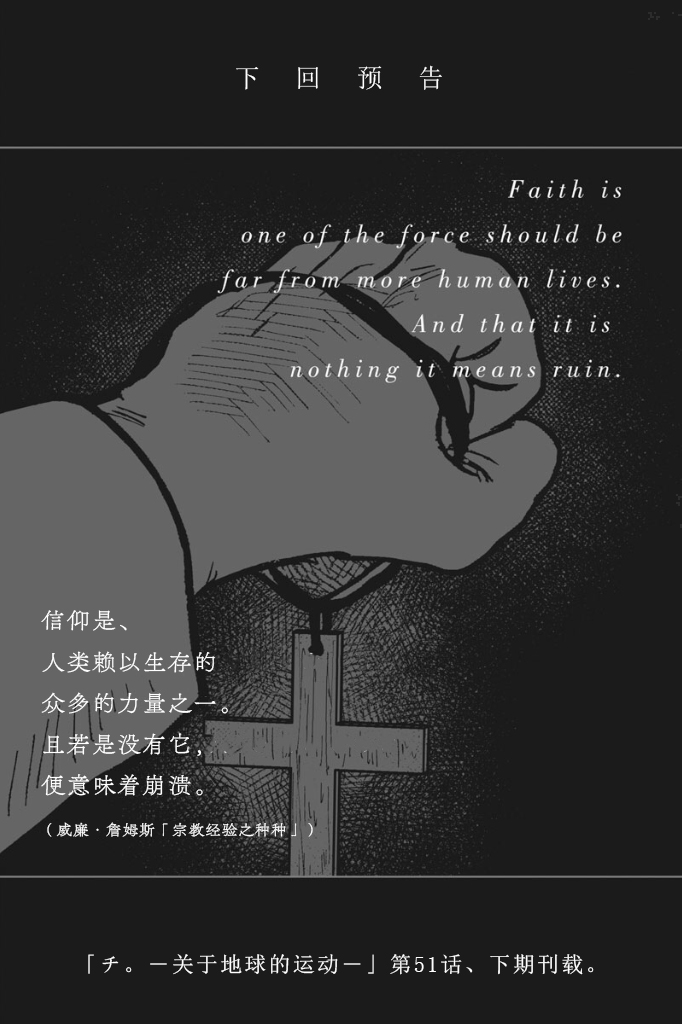 下回预告
Faith is
one of the force should be
far from more human lives.
And that it is
nothing it means ruin.
信仰是、
人类赖以生存的
众多的力量之一。
且若是没有它，
便意味着崩溃。
（威廉·詹姆斯「宗教经验之种种」）
「チ。－关于地球的运动－」第51话、下期刊载。